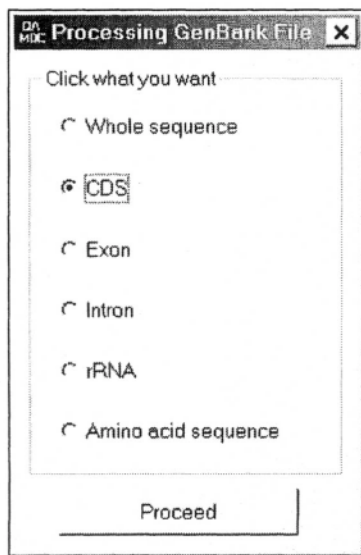 Processing GenBank File
Click what you want
Whole sequence
CDS
Exon
Intron
rRNA
Amino acid sequence
Proceed